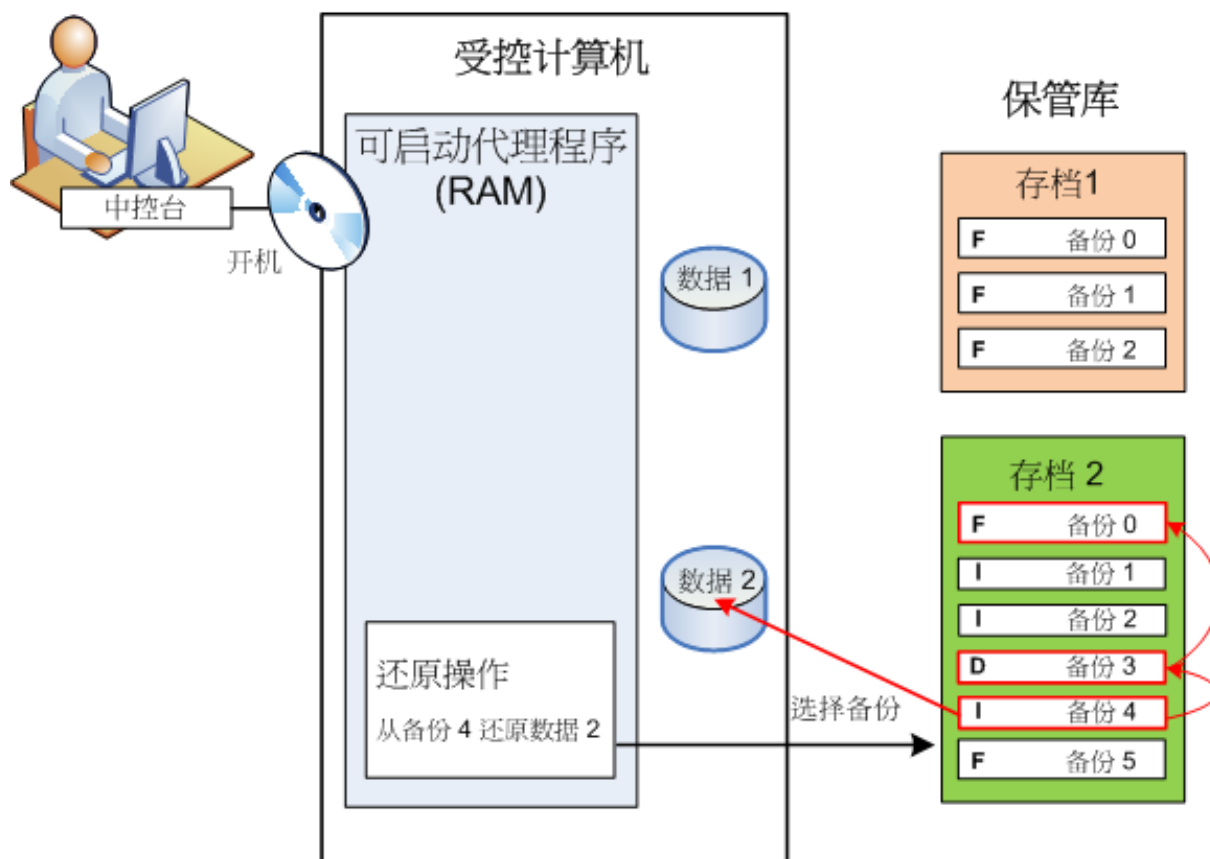 受控计算机
保管库
可启动代理程序
(RAM)
中控台
开机
数据 1
数据 2
还原操作
从备份 4 还原数据 2
选择备份
存档1
F 备份 0
F 备份 1
F 备份 2
存档 2
F 备份 0
I 备份 1
I 备份 2
D 备份 3
I 备份 4
F 备份 5